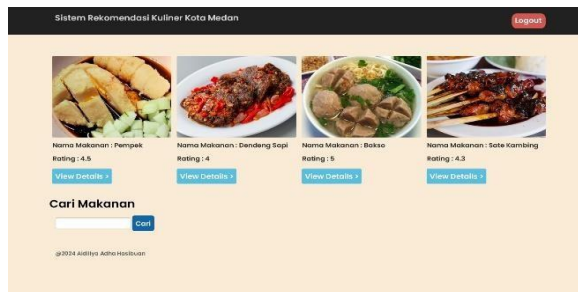 Sistem Rekomendasi Kuliner Kota Medan
Logout
Nama Makanan : Pempek
Rating : 4.5
View Details >
Nama Makanan : Dendeng Sapi
Rating : 4
View Details >
Nama Makanan : Bakso
Rating : 5
View Details >
Nama Makanan : Sate Kambing
Rating : 4.3
View Details >
Cari Makanan
Cari
@2024 Aidiliya Adha Hasibuan